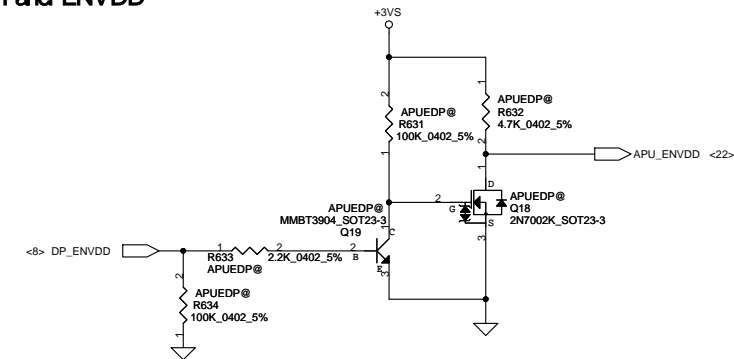 ENVDD
+3VS
2
APUEDP@
R631
100K_0402_5%
1
1
APUEDP@
R632
4.7K_0402_5%
2
APU_ENVDD <22>
1
D
APUEDP@
Q18
2N7002K_SOT23-3
2
G
S
3
APUEDP@
MMBT3904_SOT23-3
Q19
1
C
2
B
E
3
<8> DP_ENVDD
1
R633
APUEDP@
2
2.2K_0402_5%
2
APUEDP@
R634
100K_0402_5%
1